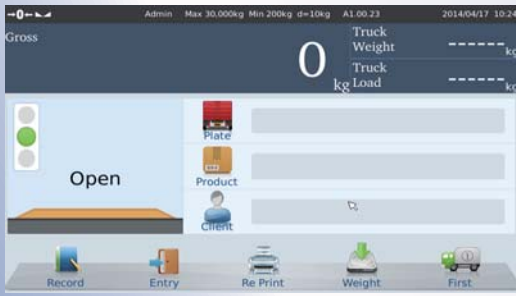 →0← Admin Max 30,000kg Min 200kg d=10kg A1.00.23 2014/04/17 10:24
Gross
0 kg
Truck Weight ------ kg
Truck Load ------ kg
Plate
Open
Product
Client
Record Entry Re Print Weight First